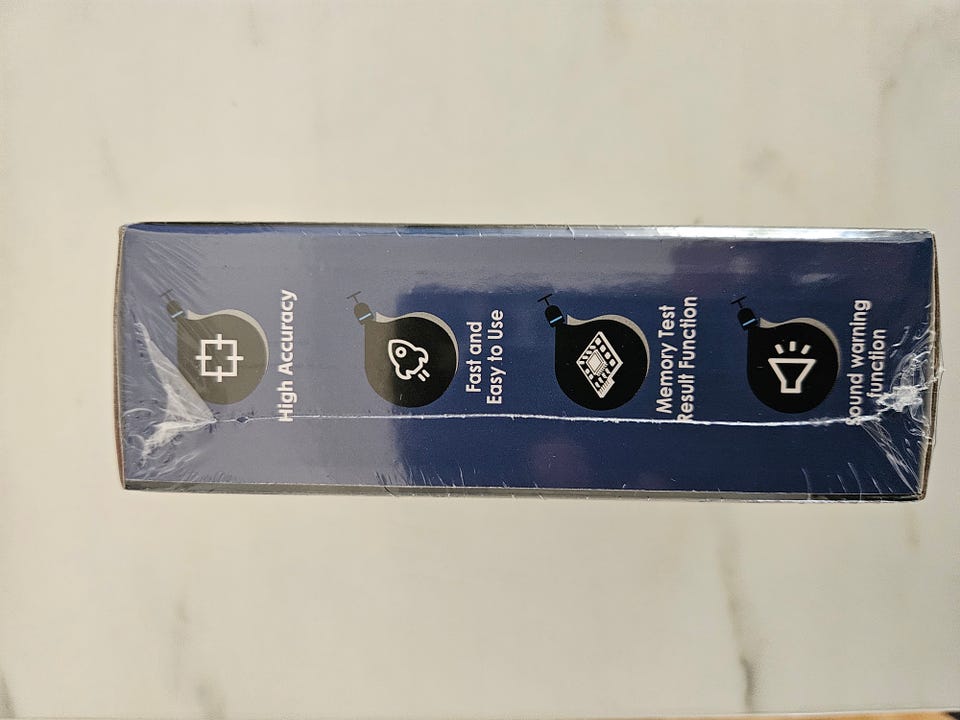 High Accuracy
Fast and
Easy to Use
Memory Test
Result Function
Sound warning
function